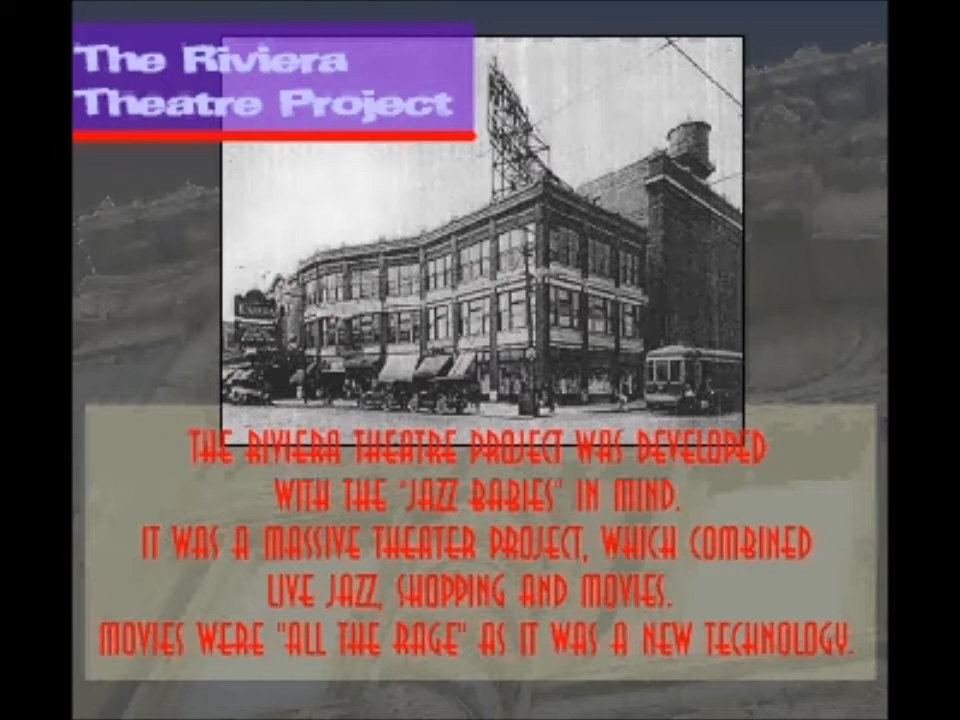 The Riviera
Theatre Project
THE RIVIERA THEATRE PROJECT WAS DEVELOPED
WITH THE "JAZZ BABIES" IN MIND.
IT WAS A MASSIVE THEATER PROJECT, WHICH COMBINED
LIVE JAZZ, SHOPPING AND MOVIES.
MOVIES WERE "ALL THE RAGE" AS IT WAS A NEW TECHNOLOGY.